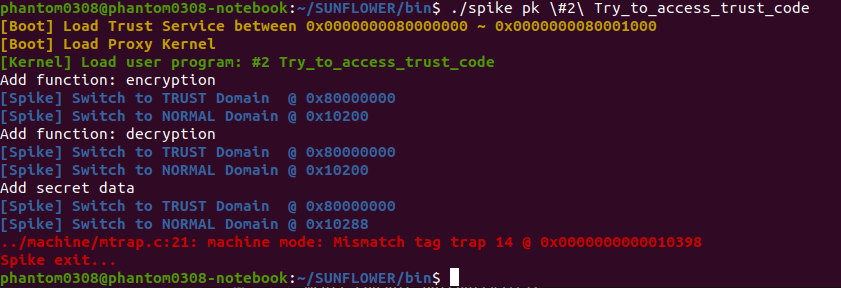 phantom0308@phantom0308-notebook:~/SUNFLOWER/bin$ ./spike pk \#2\ Try_to_access_trust_code
[Boot] Load Trust Service between 0x0000000080000000 ~ 0x0000000080001000
[Boot] Load Proxy Kernel
[Kernel] Load user program: #2 Try_to_access_trust_code
Add function: encryption
[Spike] Switch to TRUST Domain  @ 0x80000000
[Spike] Switch to NORMAL Domain @ 0x10200
Add function: decryption
[Spike] Switch to TRUST Domain  @ 0x80000000
[Spike] Switch to NORMAL Domain @ 0x10200
Add secret data
[Spike] Switch to TRUST Domain  @ 0x80000000
[Spike] Switch to NORMAL Domain @ 0x10288
../machine/mtrap.c:21: machine mode: Mismatch tag trap 14 @ 0x0000000000010398
Spike exit...
phantom0308@phantom0308-notebook:~/SUNFLOWER/bin$